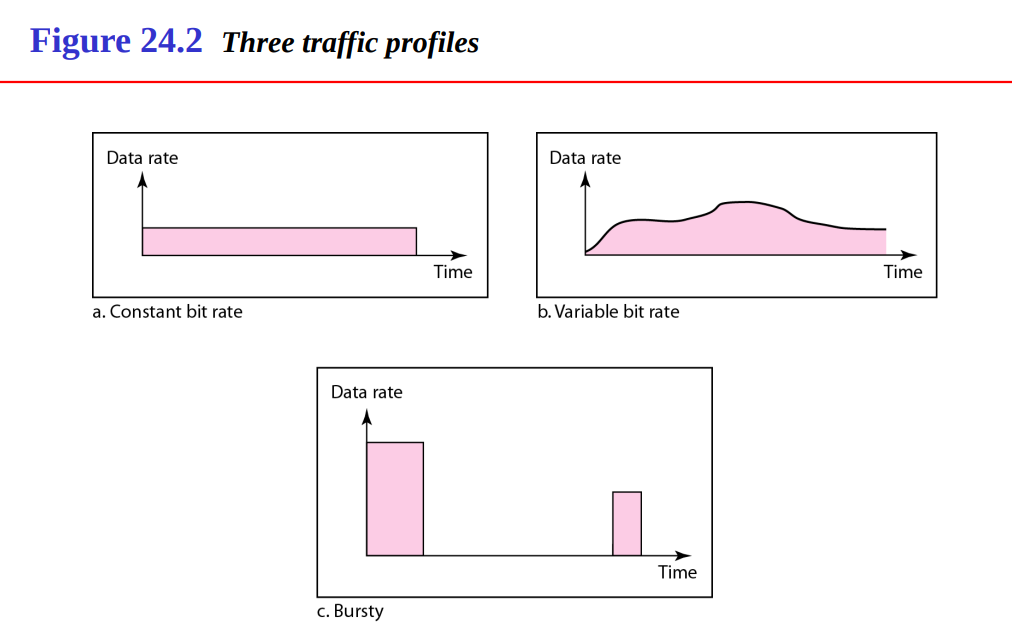 Figure 24.2 Three traffic profiles
Data rate
Time
a. Constant bit rate
Data rate
Time
b. Variable bit rate
Data rate
Time
c. Bursty